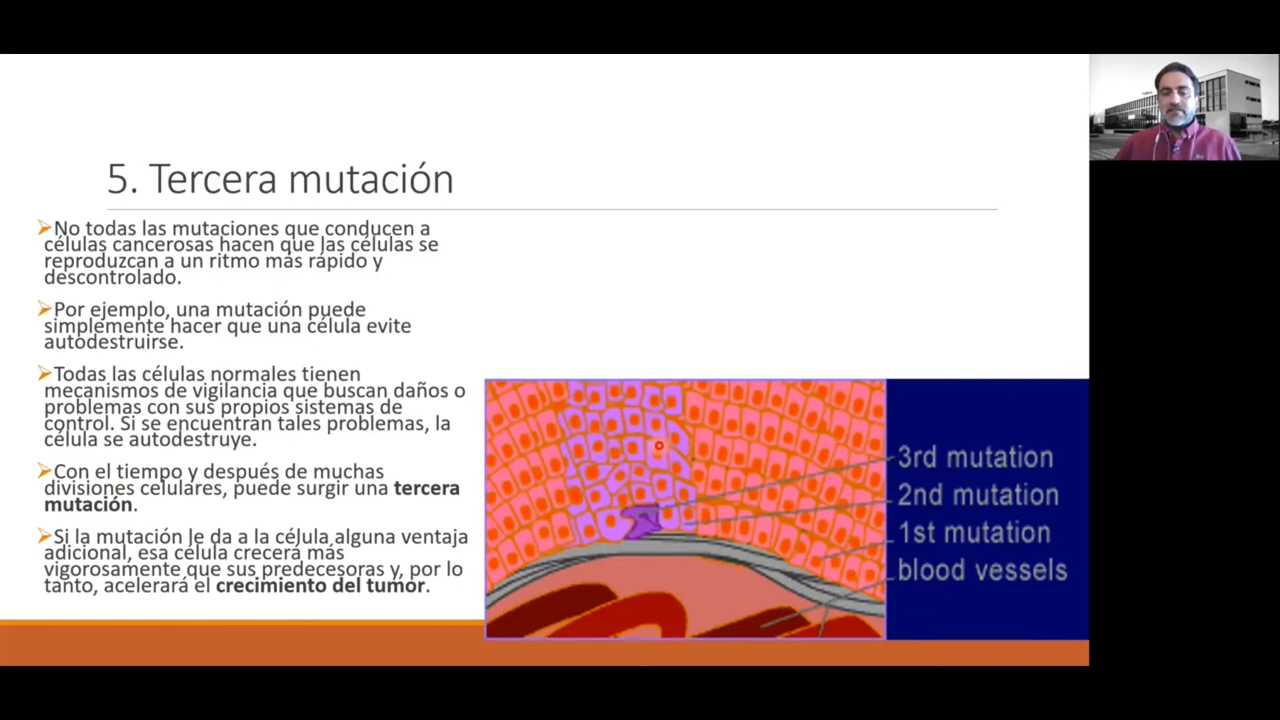 5. Tercera mutación
No todas las mutaciones que conducen a
células cancerosas hacen que las células se
reproduzcan a un ritmo más rápido y
descontrolado.
Por ejemplo, una mutación puede
simplemente hacer que una célula evite
autodestruirse.
Todas las células normales tienen
mecanismos de vigilancia que buscan daños o
problemas con sus propios sistemas de
control. Si se encuentran tales problemas, la
célula se autodestruye.
Con el tiempo y después de muchas
divisiones celulares, puede surgir una tercera
mutación.
Si la mutación le da a la célula alguna ventaja
adicional, esa célula crecerá más
vigorosamente que sus predecesoras y, por lo
tanto, acelerará el crecimiento del tumor.
3rd mutation
2nd mutation
1st mutation
blood vessels